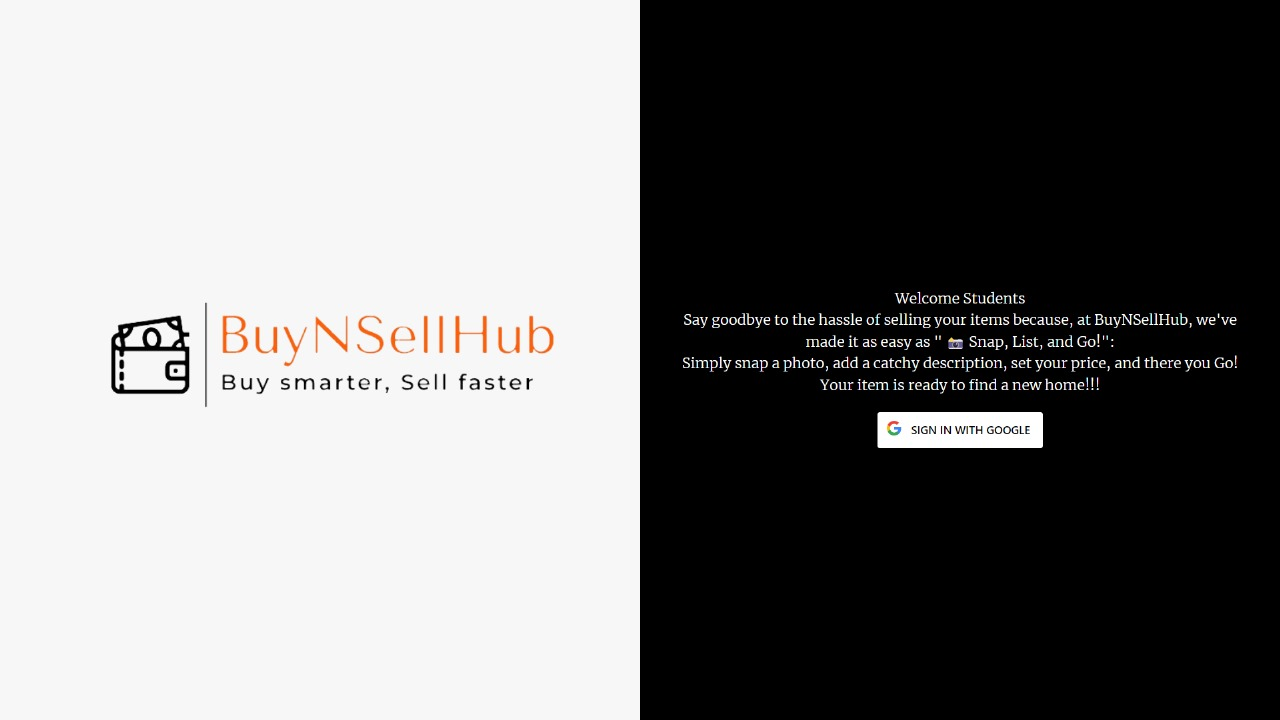 BuyNSellHub
Buy smarter, Sell faster
Welcome Students
Say goodbye to the hassle of selling your items because, at BuyNSellHub, we've
made it as easy as " 📸 Snap, List, and Go!":
Simply snap a photo, add a catchy description, set your price, and there you Go!
Your item is ready to find a new home!!!
SIGN IN WITH GOOGLE